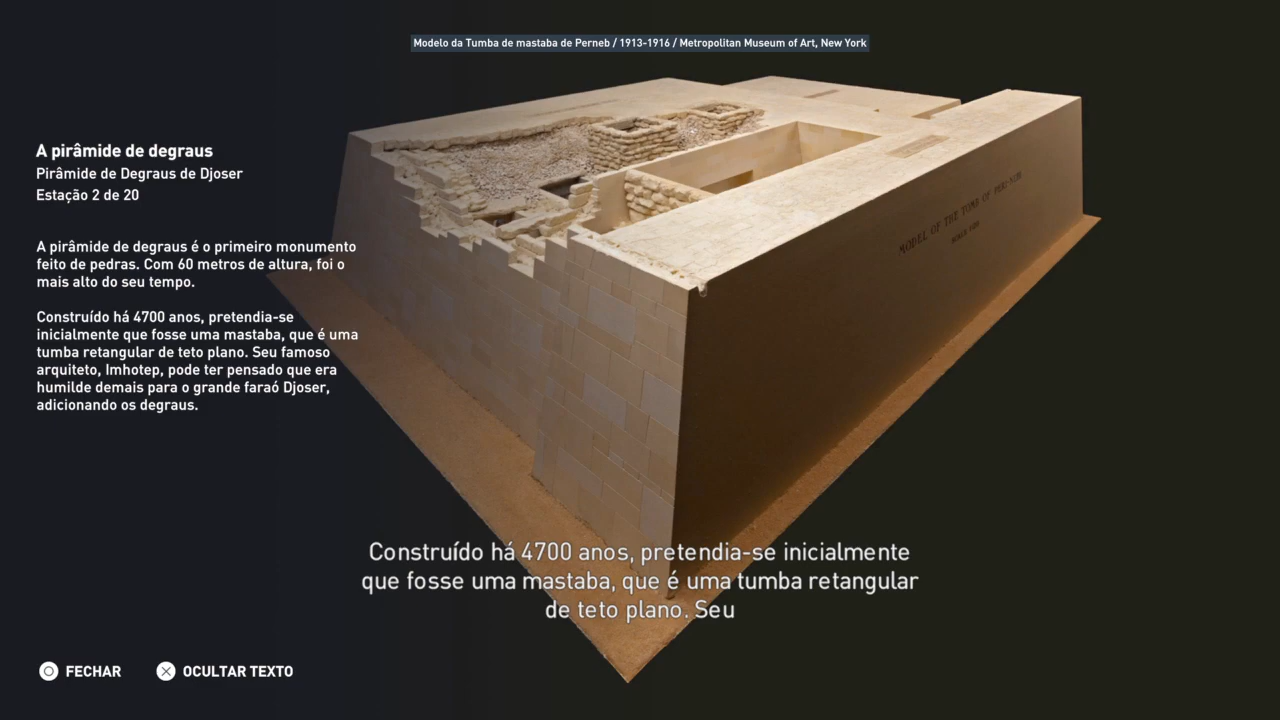 Modelo da Tumba de mastaba de Perneb / 1913-1916 / Metropolitan Museum of Art, New York
A pirâmide de degraus
Pirâmide de Degraus de Djoser
Estação 2 de 20
A pirâmide de degraus é o primeiro monumento
feito de pedras. Com 60 metros de altura, foi o
mais alto do seu tempo.
Construído há 4700 anos, pretendia-se
inicialmente que fosse uma mastaba, que é uma
tumba retangular de teto plano. Seu famoso
arquiteto, Imhotep, pode ter pensado que era
humilde demais para o grande faraó Djoser,
adicionando os degraus.
MODEL OF THE TOMB OF PERI-NEB
Construído há 4700 anos, pretendia-se inicialmente
que fosse uma mastaba, que é uma tumba retangular
de teto plano. Seu
FECHAR
OCULTAR TEXTO